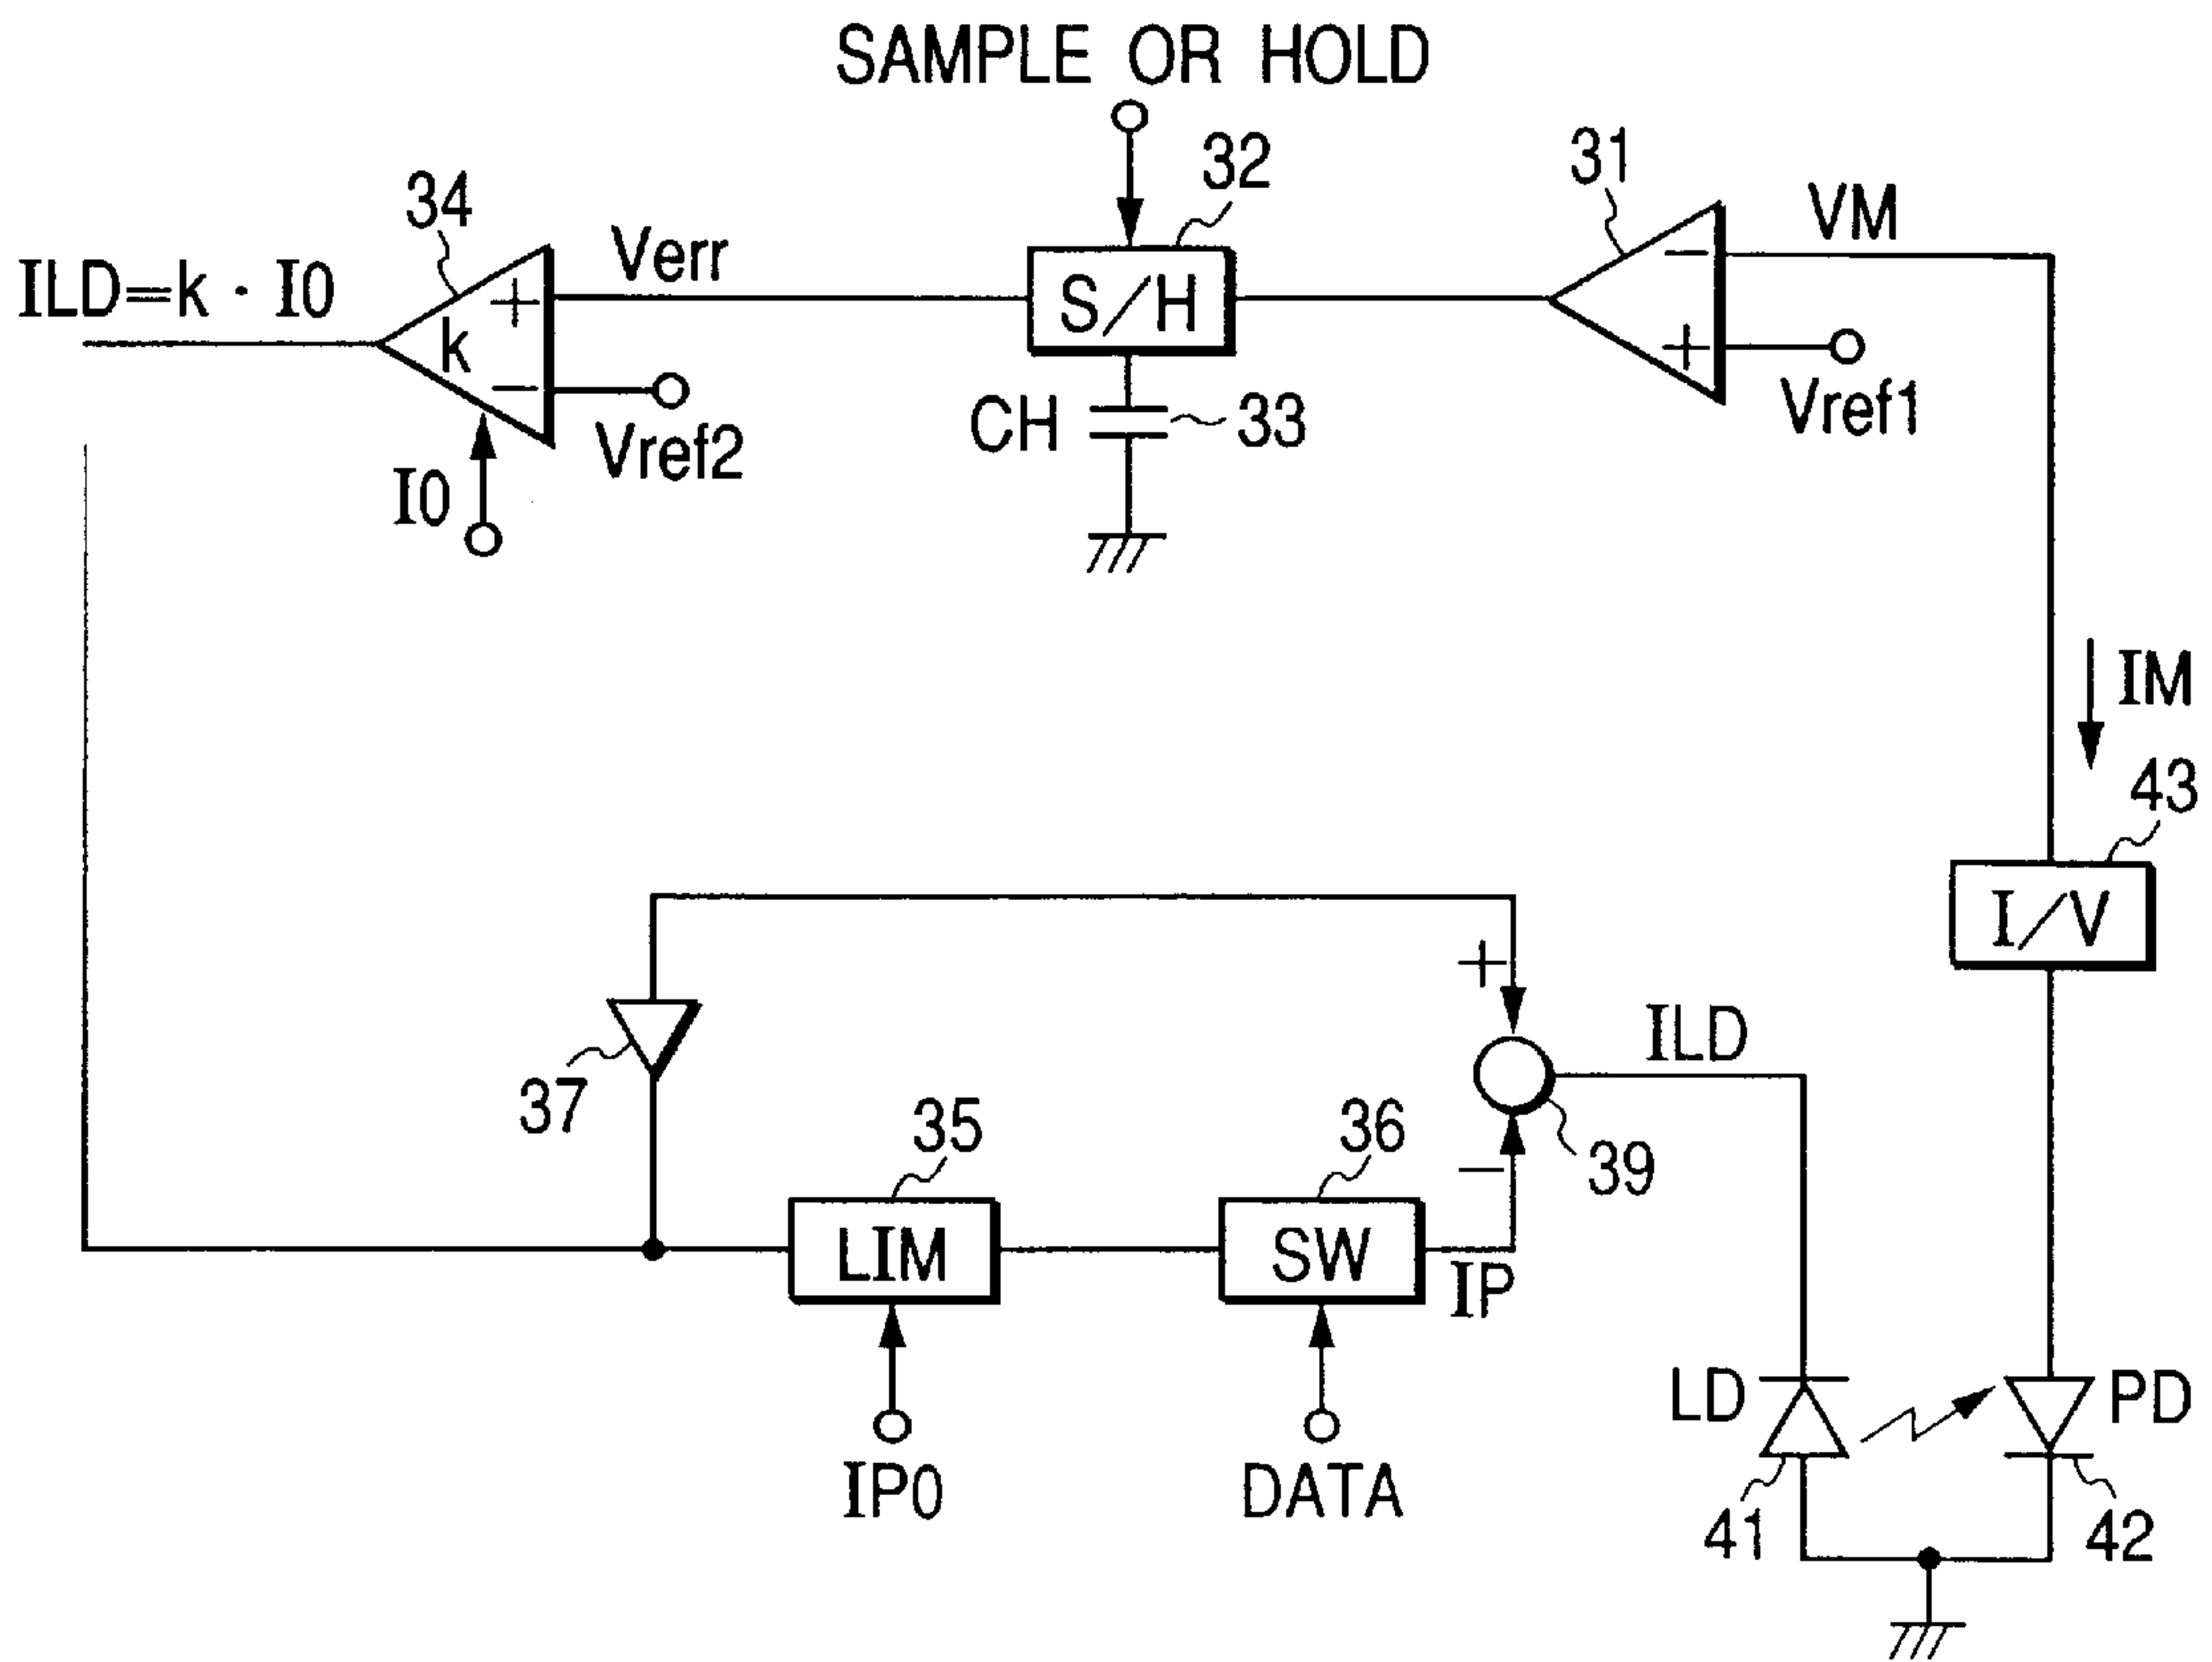 SAMPLE OR HOLD
32
31
34
VM
Verr
ILD=k · I0
+
−
k
S/H
−
+
Vref1
CH
33
Vref2
I0
IM
43
I/V
+
ILD
37
35
36
39
−
LIM
SW
IP
LD
PD
IP0
DATA
41
42